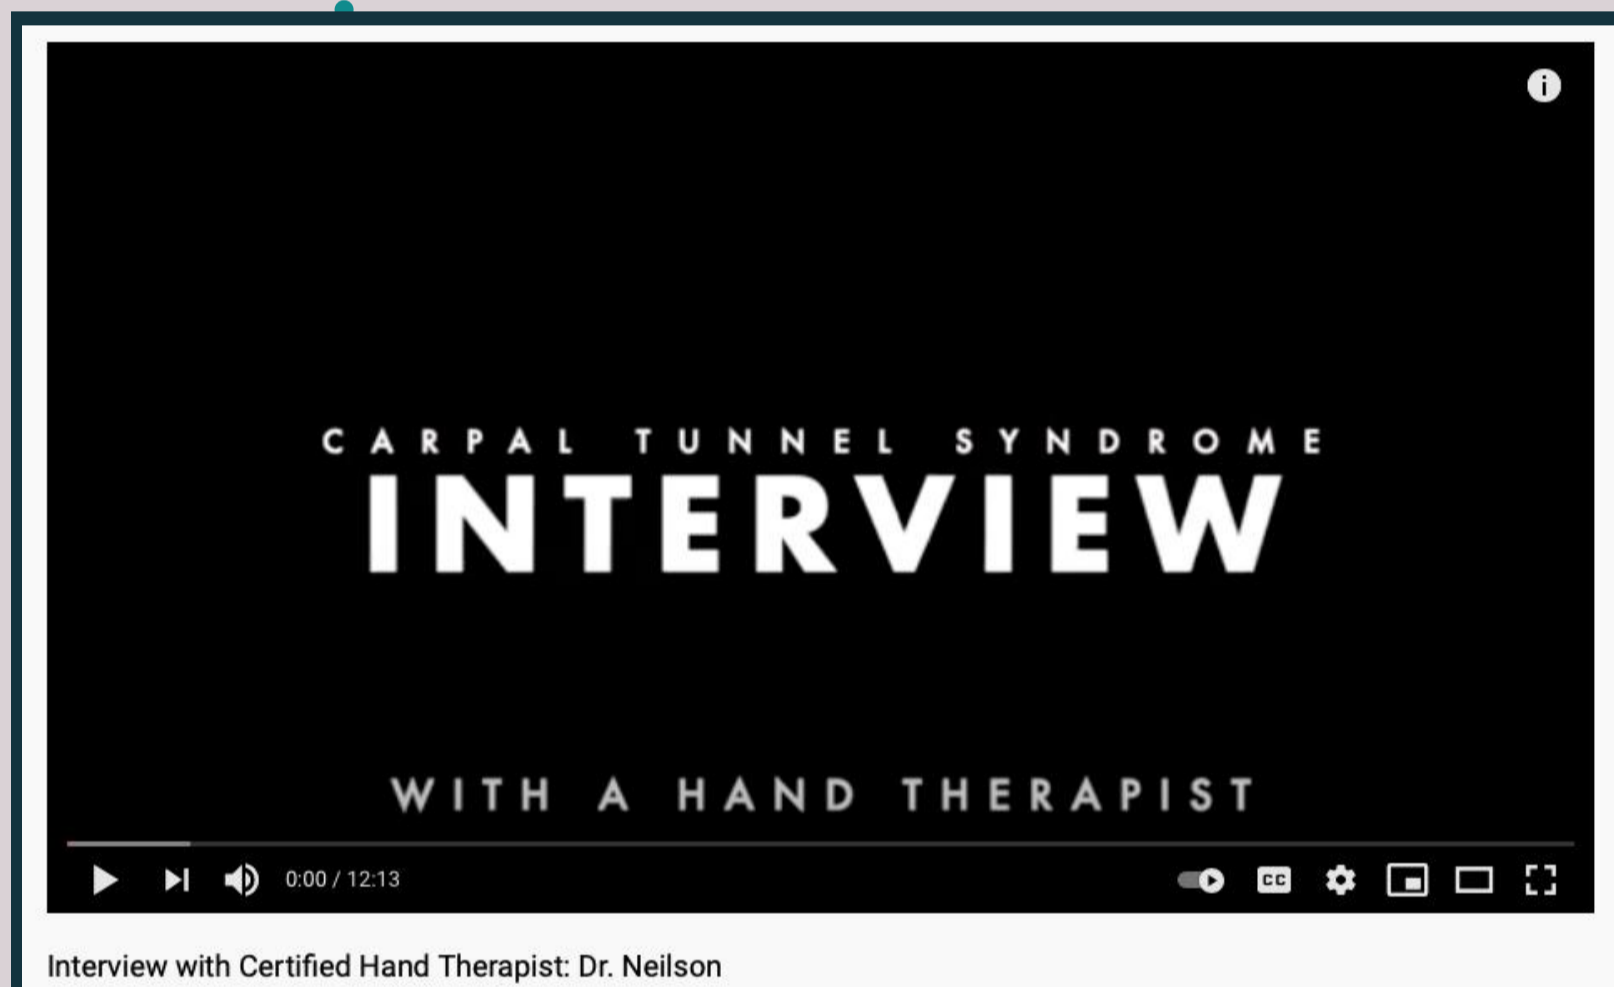 CARPAL TUNNEL SYNDROME
INTERVIEW
WITH A HAND THERAPIST
0:00 / 12:13
CC
Interview with Certified Hand Therapist: Dr. Neilson